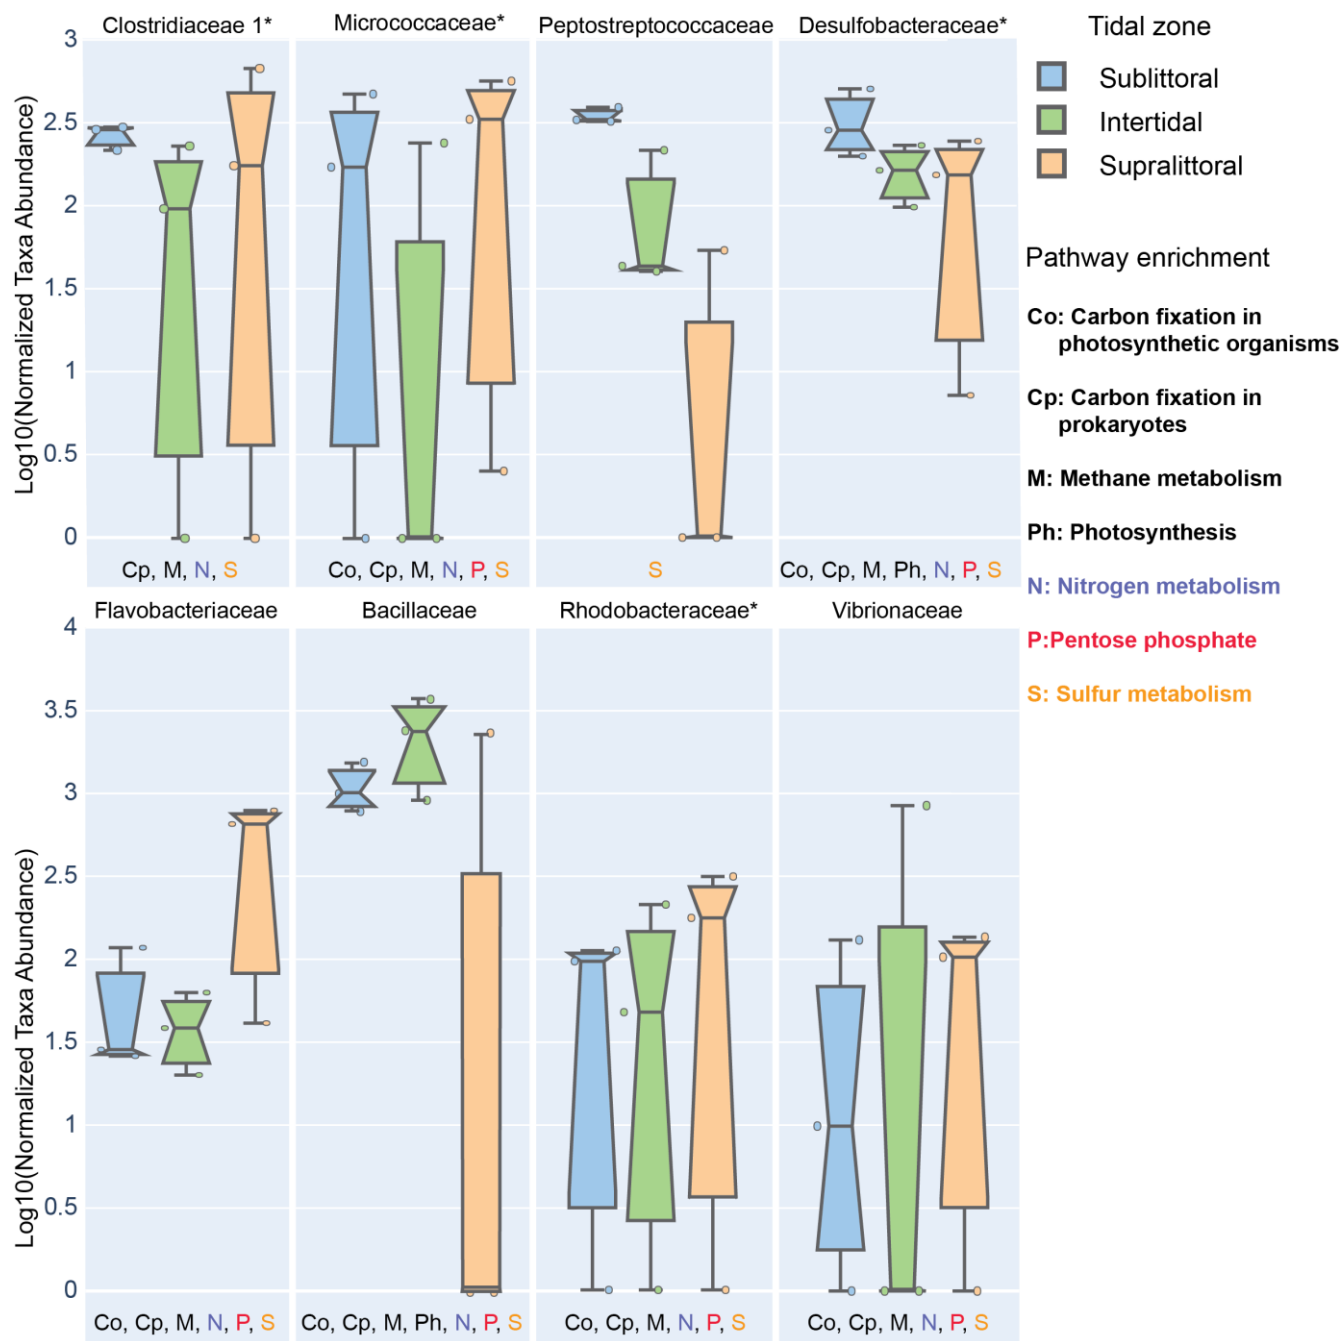 Clostridiaceae 1* Micrococcaceae* Peptostreptococcaceae Desulfobacteraceae*
Tidal zone
Sublittoral
Intertidal
Supralittoral
Log10(Normalized Taxa Abundance)
3
2.5
2
1.5
1
0.5
0
Cp, M, N, S
Co, Cp, M, N, P, S
S
Co, Cp, M, Ph, N, P, S
Pathway enrichment
Co: Carbon fixation in
photosynthetic organisms
Cp: Carbon fixation in
prokaryotes
M: Methane metabolism
Ph: Photosynthesis
N: Nitrogen metabolism
P:Pentose phosphate
S: Sulfur metabolism
Flavobacteriaceae Bacillaceae Rhodobacteraceae* Vibrionaceae
Log10(Normalized Taxa Abundance)
4
3.5
3
2.5
2
1.5
1
0.5
0
Co, Cp, M, N, P, S
Co, Cp, M, Ph, N, P, S
Co, Cp, M, N, P, S
Co, Cp, M, N, P, S